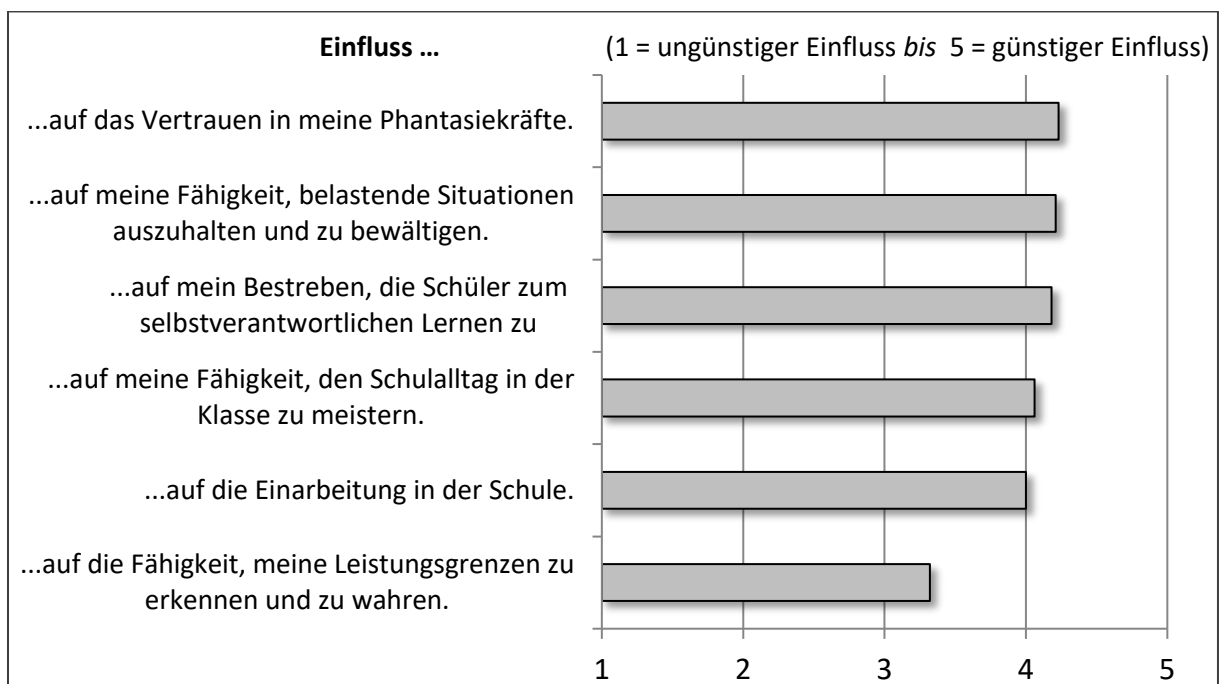 Einfluss ...
(1 = ungünstiger Einfluss bis 5 = günstiger Einfluss)
...auf das Vertrauen in meine Phantasiekräfte.
...auf meine Fähigkeit, belastende Situationen
auszuhalten und zu bewältigen.
...auf mein Bestreben, die Schüler zum
selbstverantwortlichen Lernen zu
...auf meine Fähigkeit, den Schulalltag in der
Klasse zu meistern.
...auf die Einarbeitung in der Schule.
...auf die Fähigkeit, meine Leistungsgrenzen zu
erkennen und zu wahren.
1 2 3 4 5